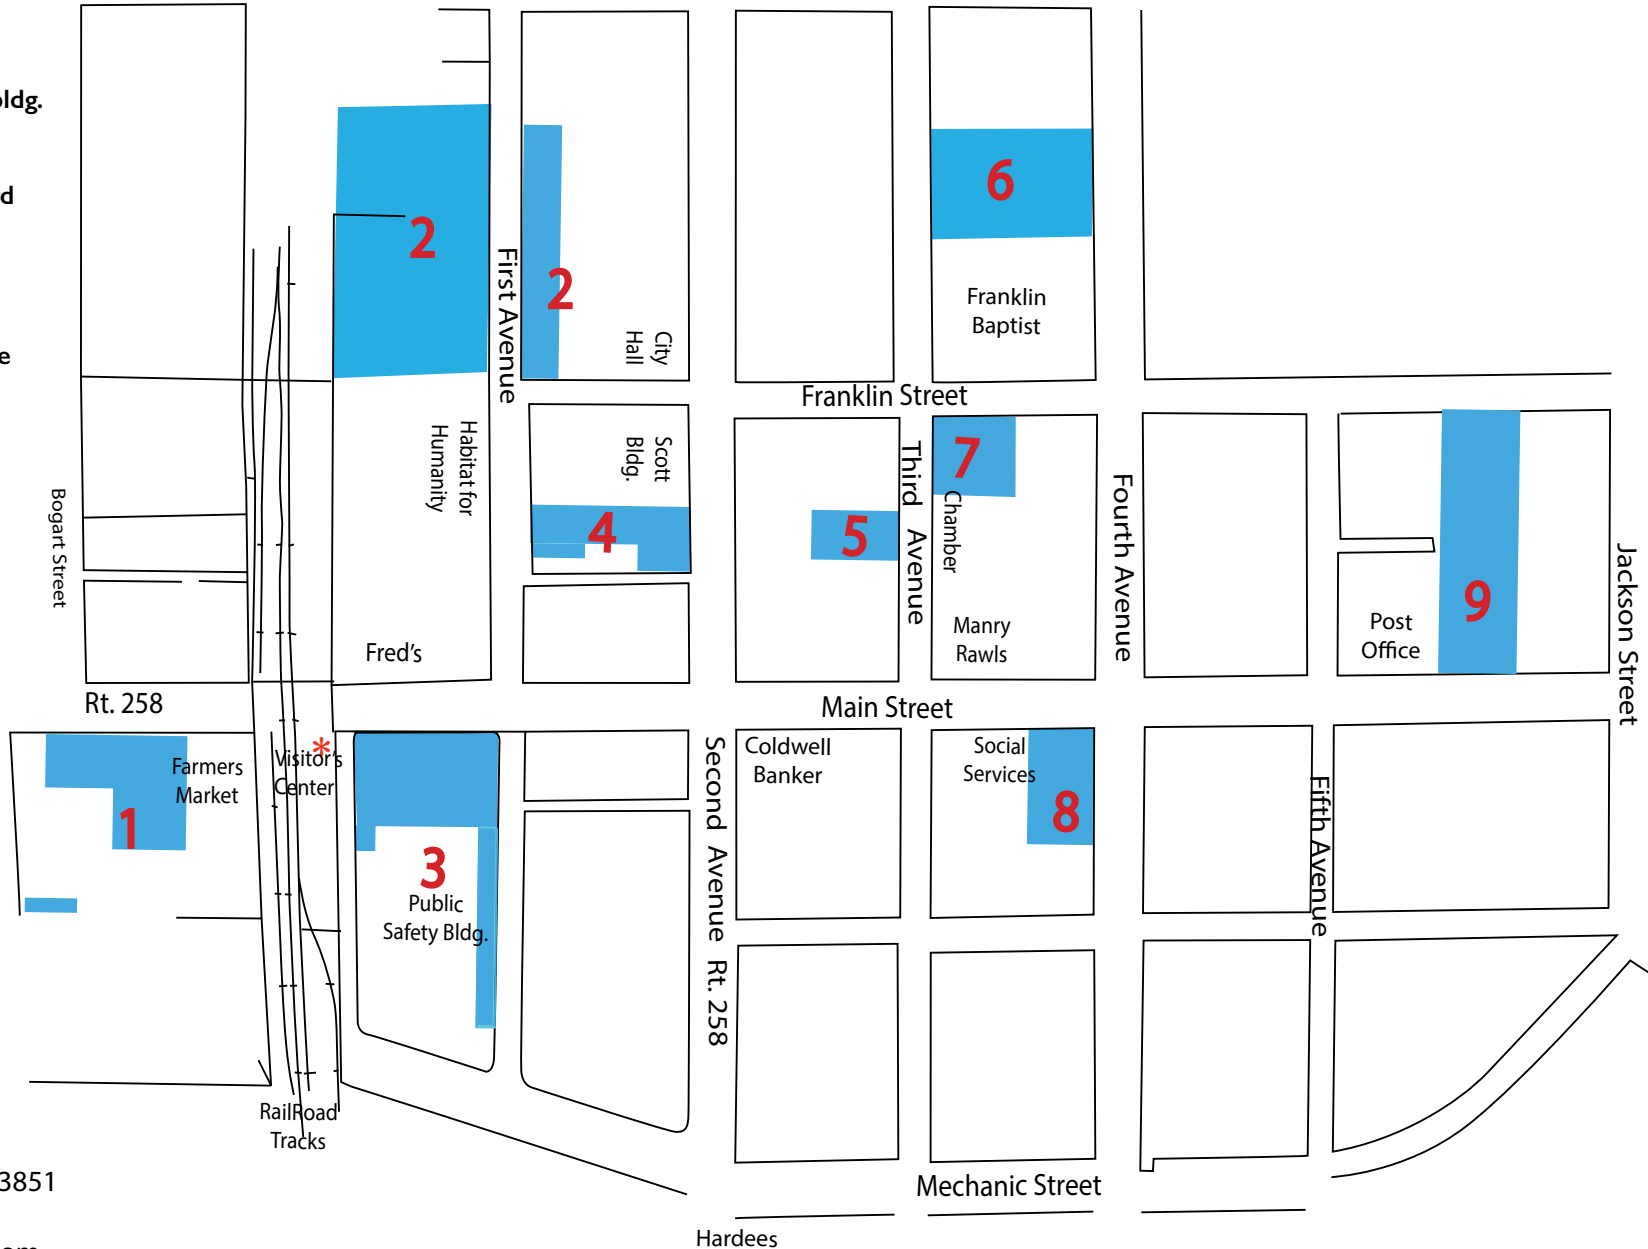 bldg.
d
e
3851
om
2
2
6
First Avenue
City
Hall
Franklin
Baptist
Franklin Street
Habitat for
Humanity
Scott
Bldg.
4
5
Third Avenue
7
Chamber
Fourth Avenue
9
Post
Office
Jackson Street
Bogart Street
Fred's
Manry
Rawls
Rt. 258
Main Street
*
Visitor's
Center
Farmers
Market
1
3
Public
Safety Bldg.
Second Avenue Rt. 258
Coldwell
Banker
Social
Services
8
Fifth Avenue
RailRoad
Tracks
Mechanic Street
Hardees